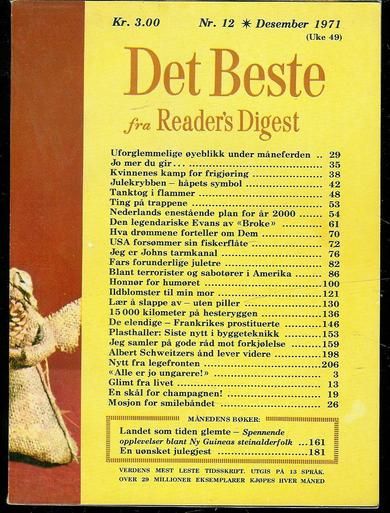 Kr. 3.00 Nr. 12 ✶ Desember 1971
(Uke 49)
Det Beste
fra Reader's Digest
Uforglemmelige øyeblikk under måneferden .. 29
Jo mer du gir... 35
Kvinnenes kamp for frigjøring 38
Julekrybben – håpets symbol 42
Tanktog i flammer 48
Ting på trappene 53
Nederlands enestående plan for år 2000 54
Den legendariske Evans av «Broke» 61
Hva drømmene forteller om Dem 70
USA forsømmer sin fiskerflåte 72
Jeg er Johns tarmkanal 76
Fars forunderlige juletre 82
Blant terrorister og sabotører i Amerika 86
Honnør for humøret 100
Ildblomster til min mor 121
Lær å slappe av – uten piller 130
15 000 kilometer på hesteryggen 136
De elendige – Frankrikes prostituerte 146
Plasthaller: Siste nytt i byggeteknikk 153
Jeg samler på gode råd mot forkjølelse 159
Albert Schweitzers ånd lever videre 198
Nytt fra legefronten 206
«Alle er jo ungarere!» 3
Glimt fra livet 13
En skål for champagnen! 19
Mosjon for smilebåndet 26
MÅNEDENS BØKER:
Landet som tiden glemte – Spennende
opplevelser blant Ny Guineas steinalderfolk ...161
En uønsket julegjest 181
VERDENS MEST LESTE TIDSSKRIFT. UTGIS PÅ 13 SPRÅK.
OVER 29 MILLIONER EKSEMPLARER KJØPES HVER MÅNED